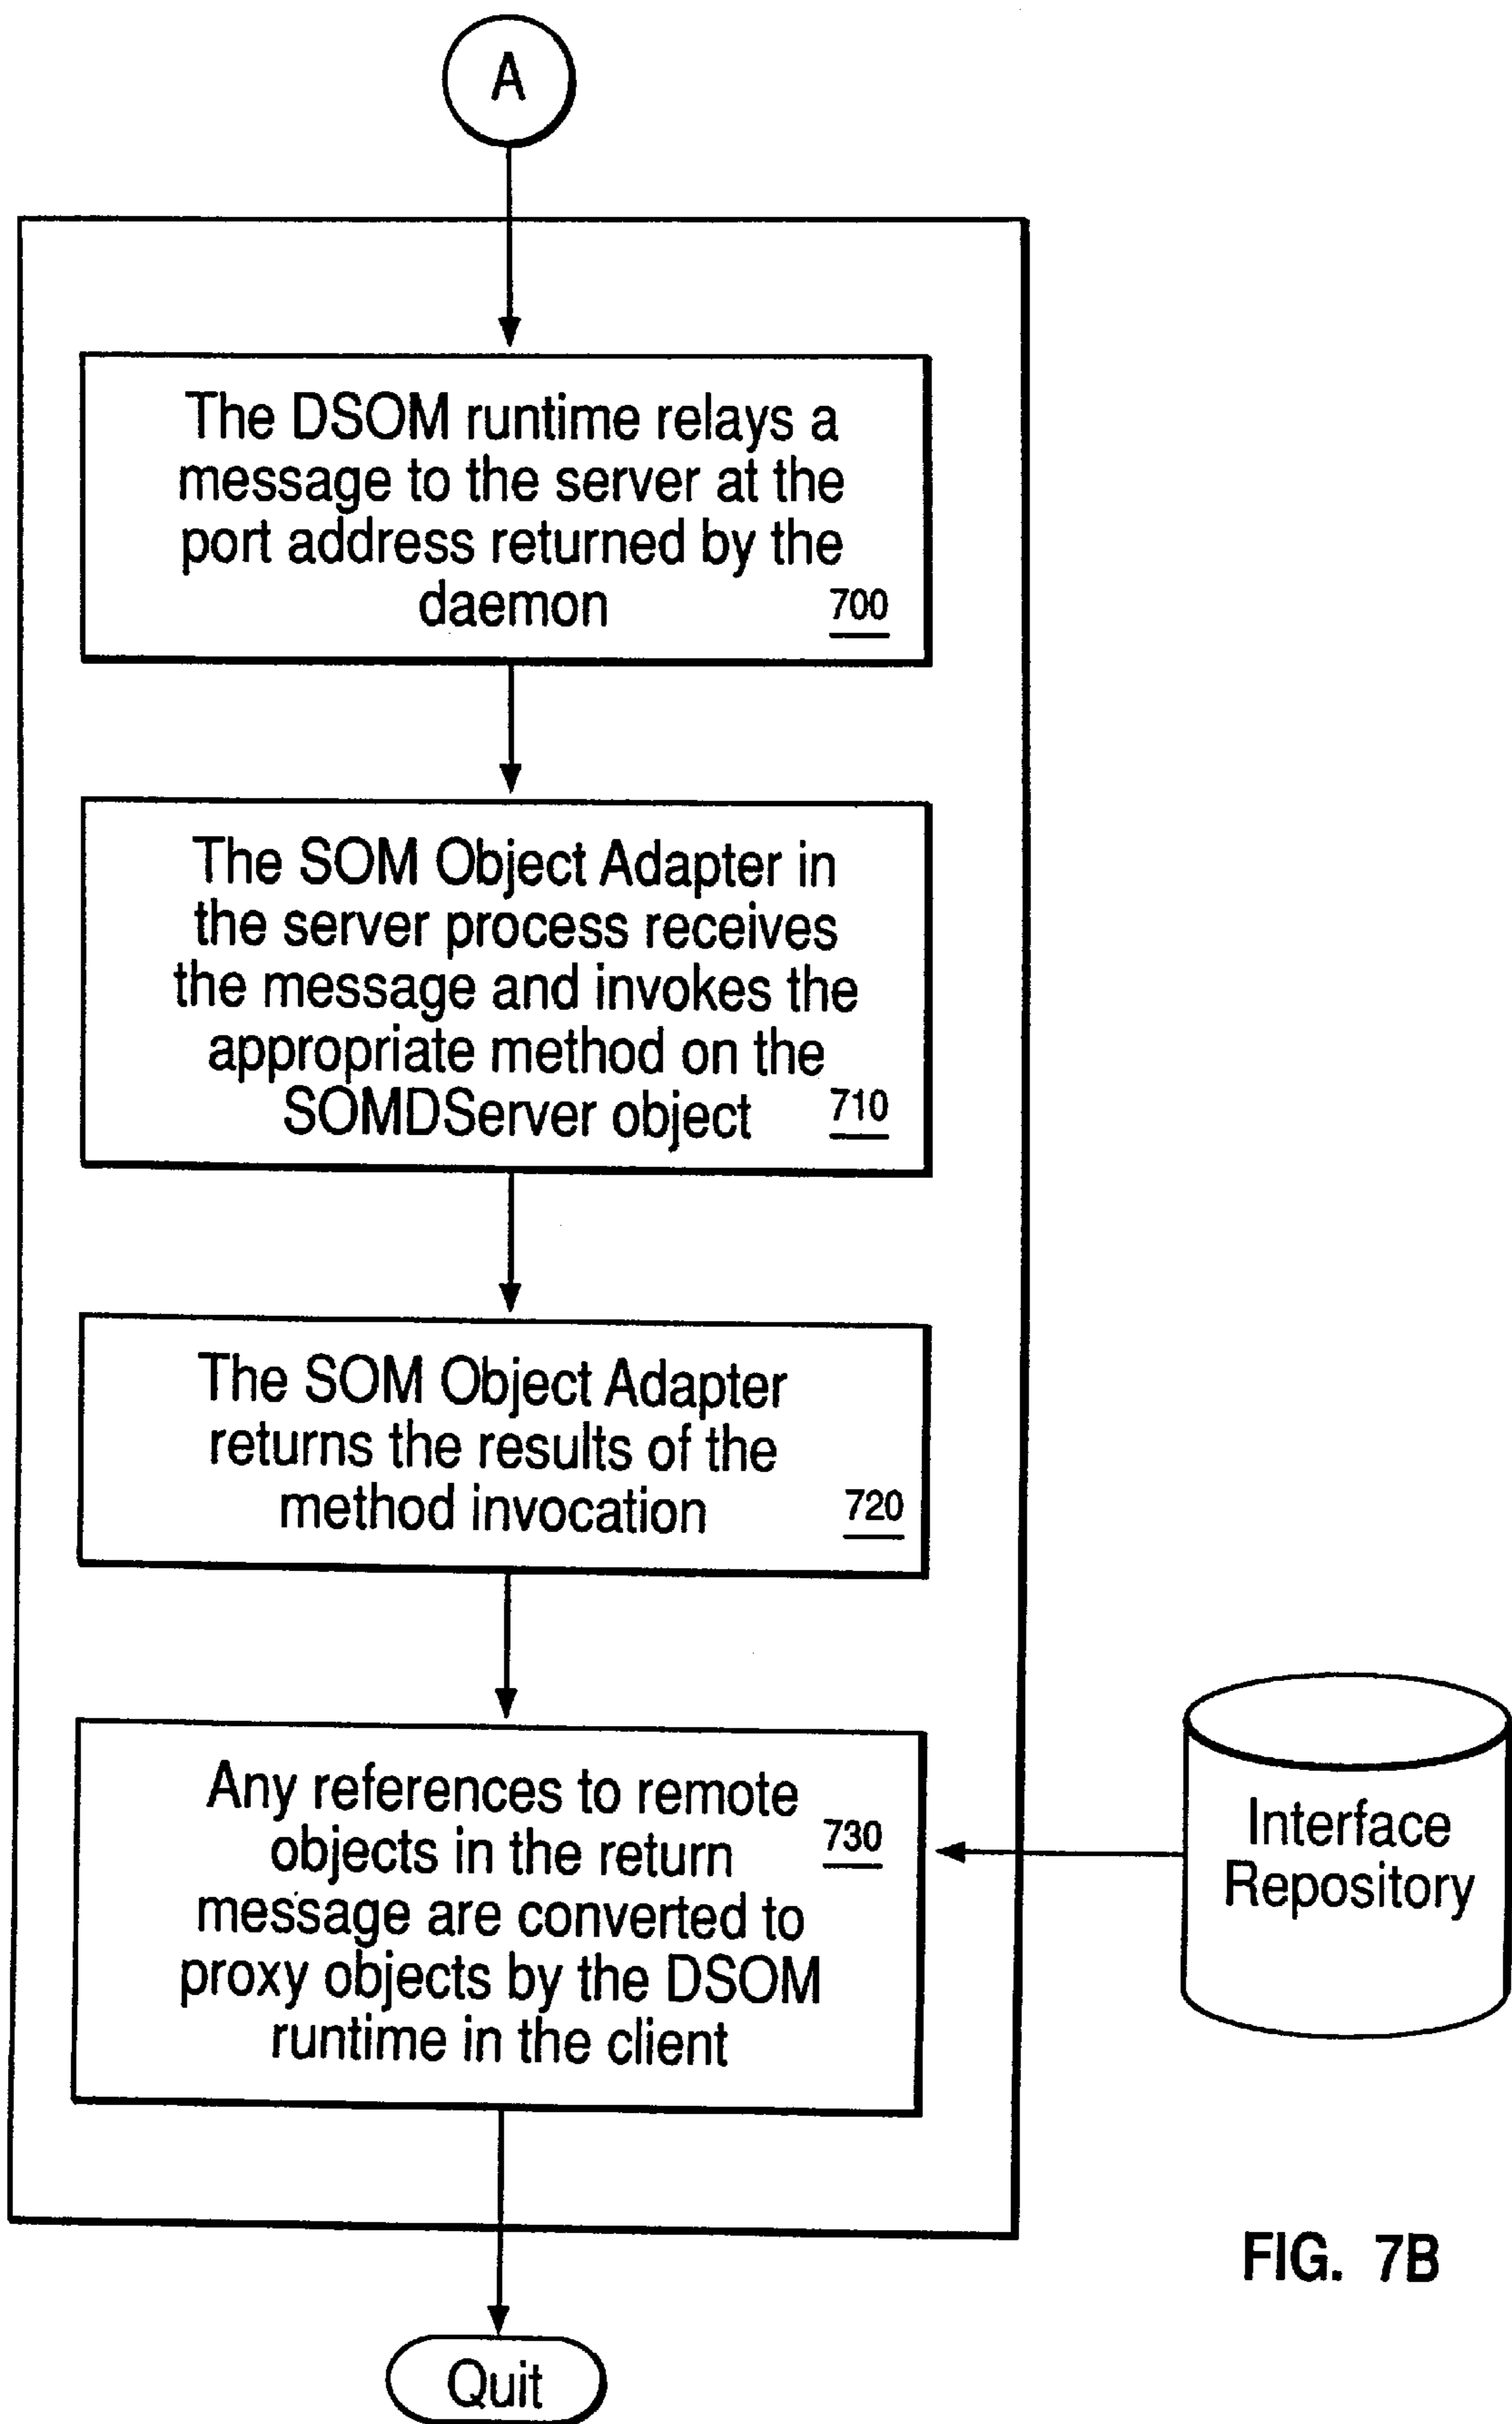 A
The DSOM runtime relays a
message to the server at the
port address returned by the
daemon 700
The SOM Object Adapter in
the server process receives
the message and invokes the
appropriate method on the
SOMDServer object 710
The SOM Object Adapter
returns the results of the
method invocation 720
Any references to remote
objects in the return 730
message are converted to
proxy objects by the DSOM
runtime in the client
Interface
Repository
Quit
FIG. 7B